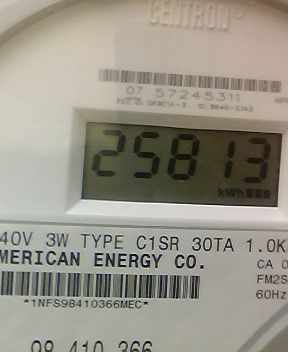 CENTRON®
07 57245311
25813
kWh
40V 3W TYPE C1SR 30TA 1.0K
MERICAN ENERGY CO.
CA 0
FM2S
60Hz
*1NFS98410366MEC*
98 410 366